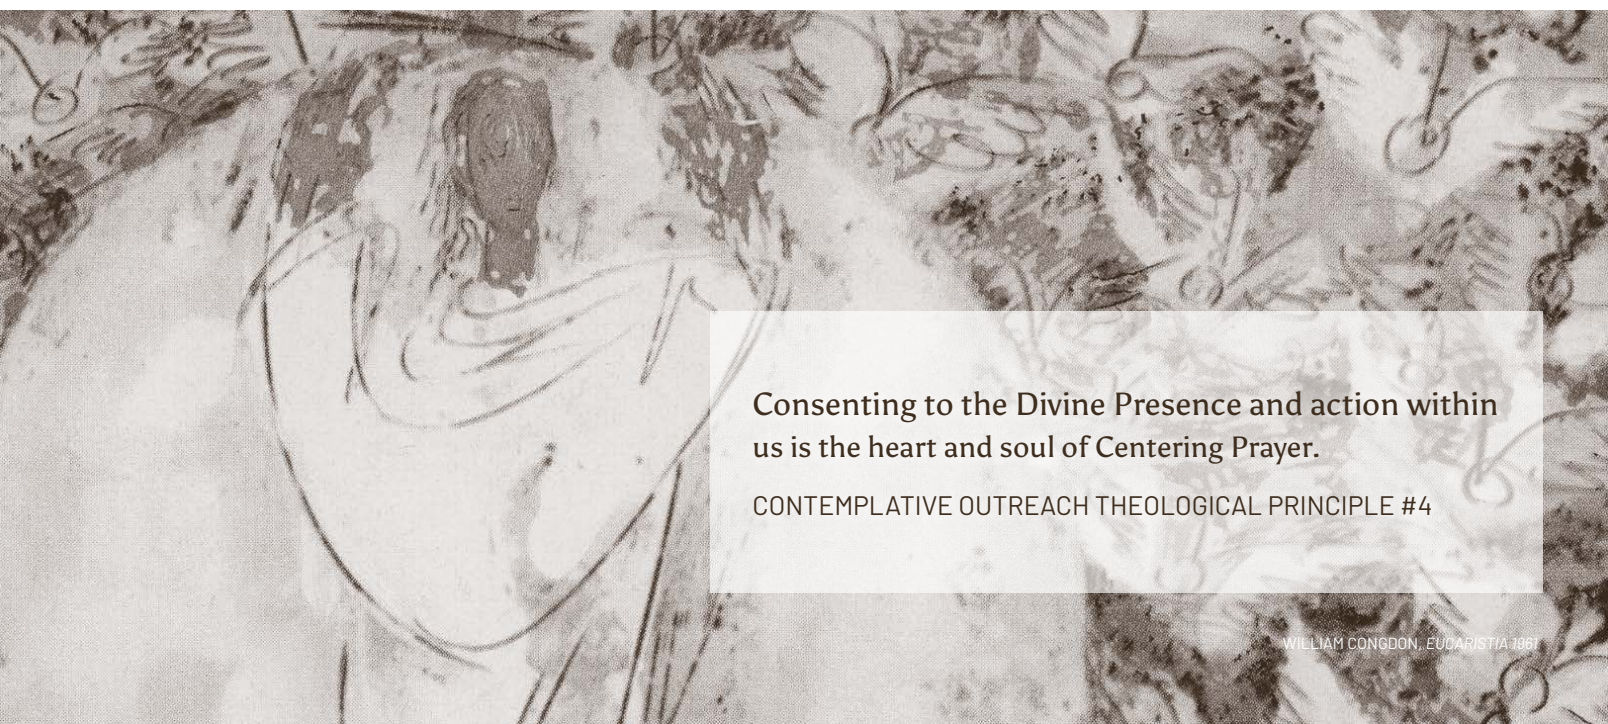 Consenting to the Divine Presence and action within
us is the heart and soul of Centering Prayer.
CONTEMPLATIVE OUTREACH THEOLOGICAL PRINCIPLE #4
WILLIAM CONGDON, EUCARISTIA 1961